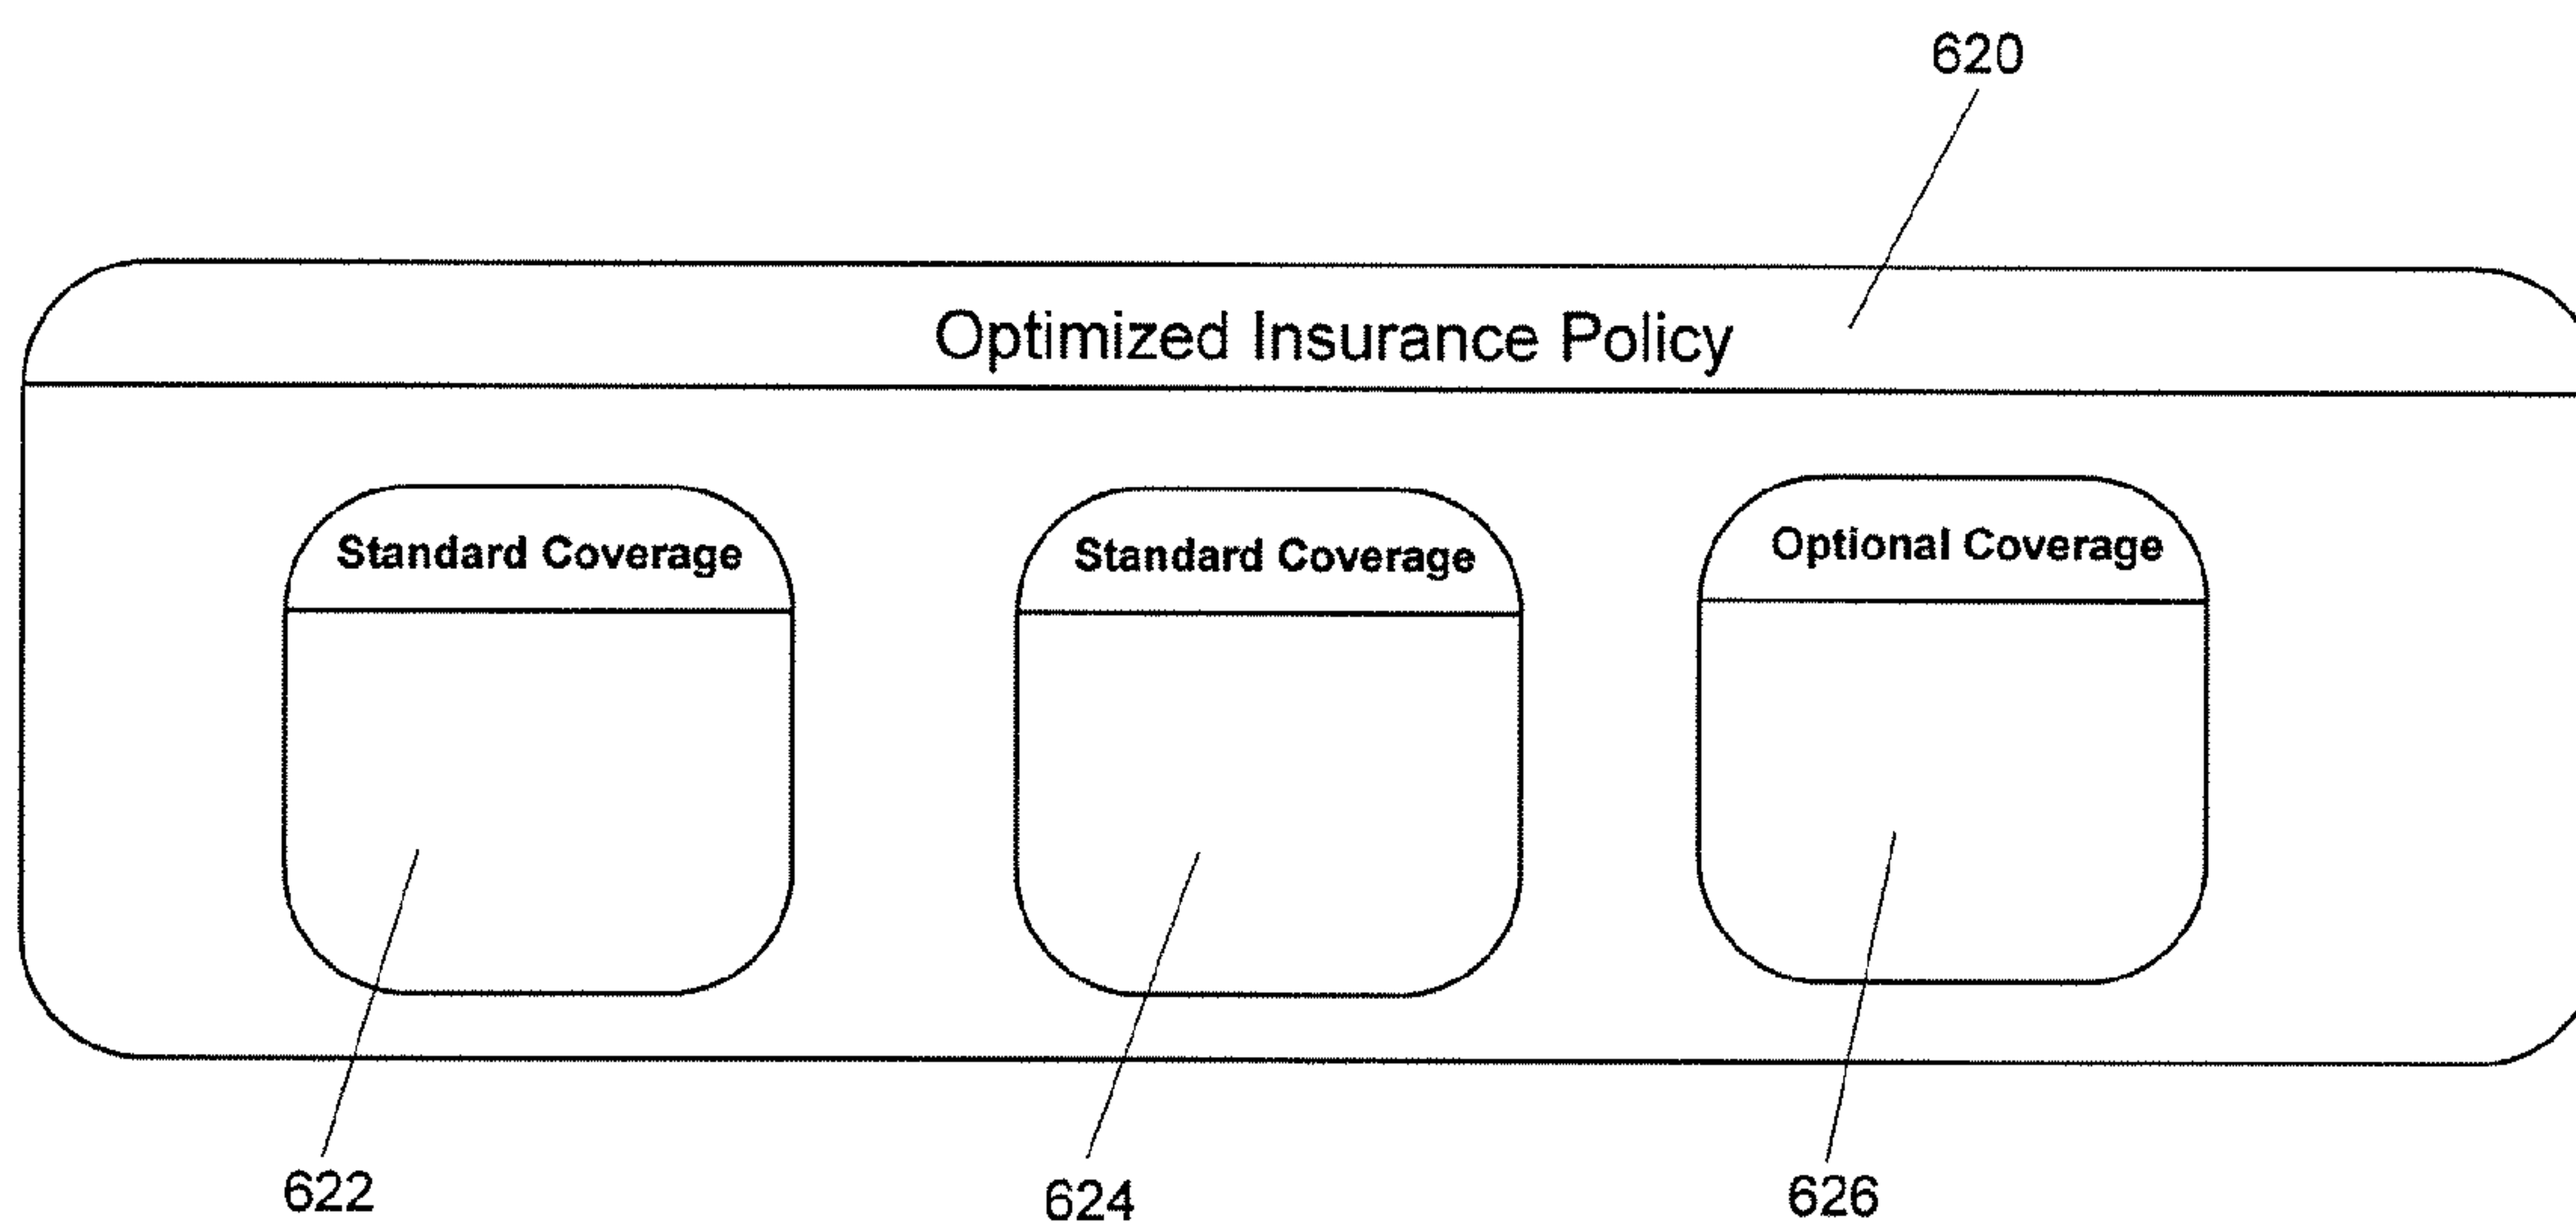 620
Optimized Insurance Policy
Standard Coverage
Standard Coverage
Optional Coverage
622
624
626